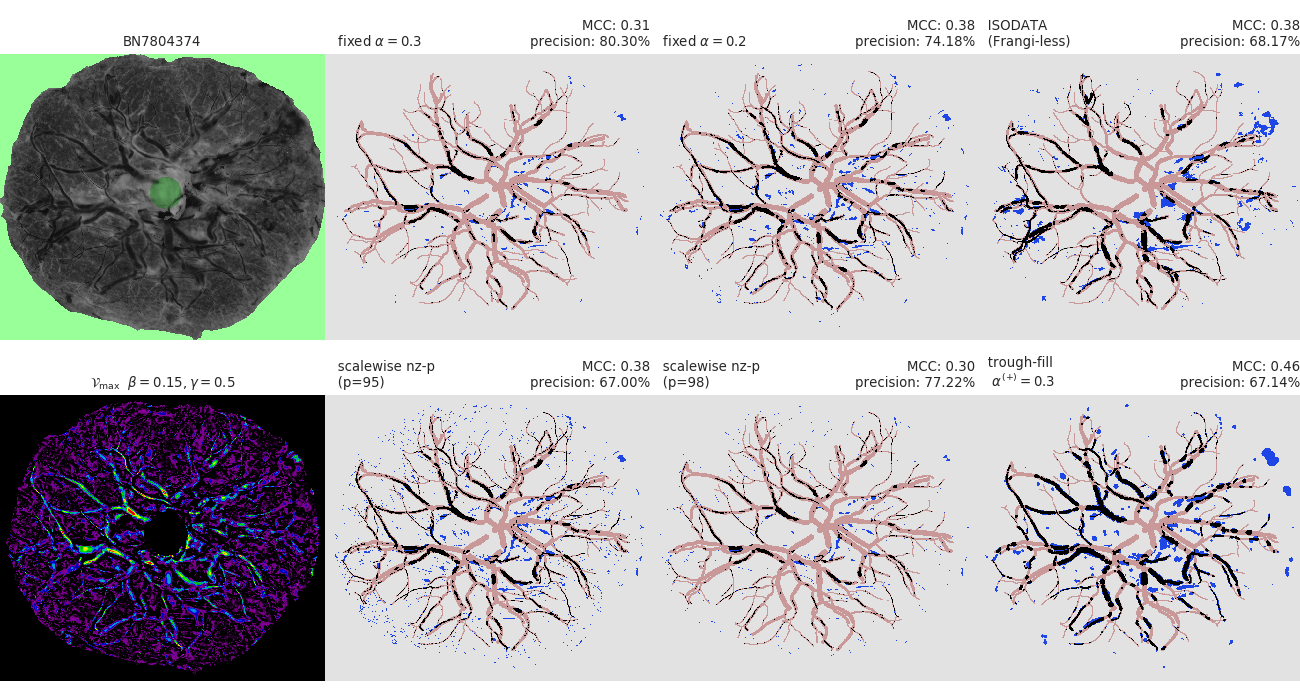 BN7804374
fixed α = 0.3
MCC: 0.31
precision: 80.30%
fixed α = 0.2
MCC: 0.38
precision: 74.18%
ISODATA
(Frangi-less)
MCC: 0.38
precision: 68.17%
𝒱max β = 0.15, γ = 0.5
scalewise nz-p
(p=95)
MCC: 0.38
precision: 67.00%
scalewise nz-p
(p=98)
MCC: 0.30
precision: 77.22%
trough-fill
α⁽⁺⁾ = 0.3
MCC: 0.46
precision: 67.14%